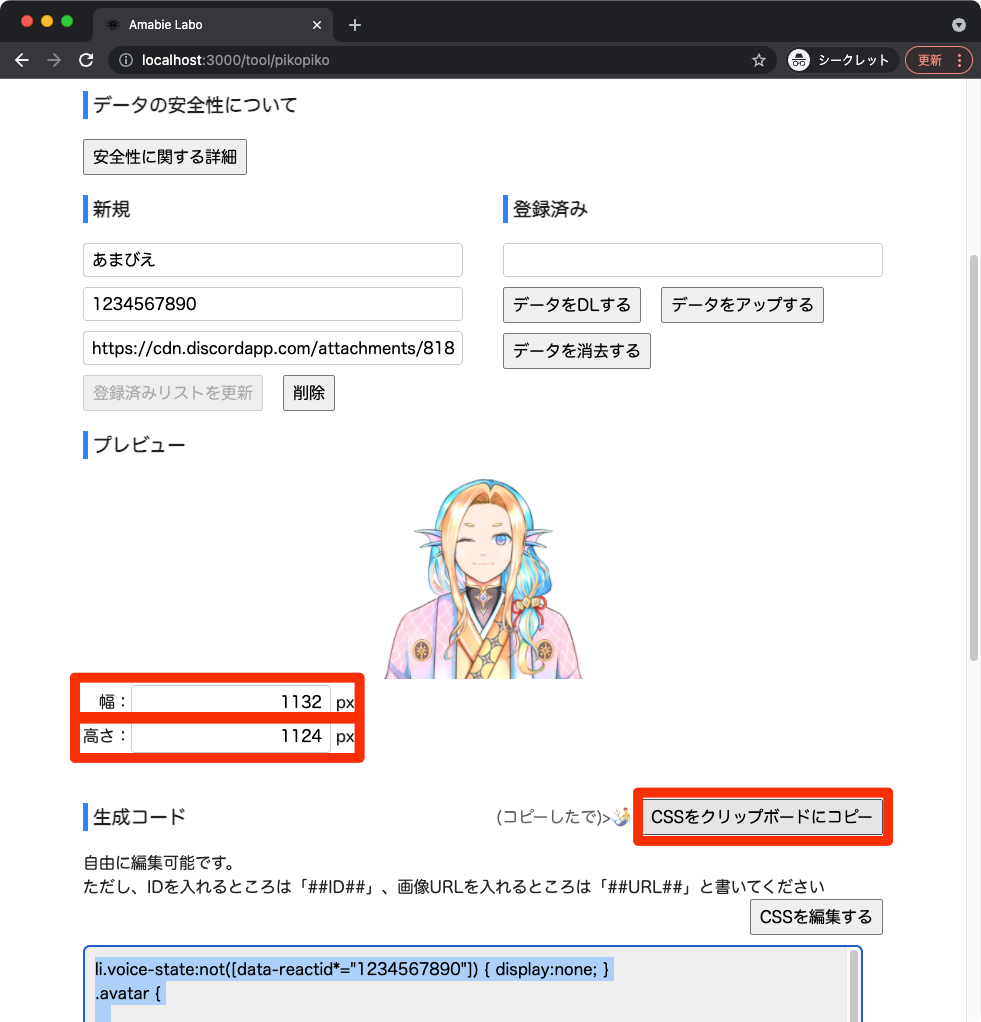 Amabie Labo
localhost:3000/tool/pikopiko
シークレット
更新
データの安全性について
安全性に関する詳細
新規
登録済み
あまびえ
1234567890
データをDLする
データをアップする
https://cdn.discordapp.com/attachments/818
データを消去する
登録済みリストを更新
削除
プレビュー
幅：
1132
px
高さ：
1124
px
生成コード
(コピーしたで)>
CSSをクリップボードにコピー
自由に編集可能です。
ただし、IDを入れるところは「##ID##」、画像URLを入れるところは「##URL##」と書いてください
CSSを編集する
li.voice-state:not([data-reactid*="1234567890"]) { display:none; }
.avatar {